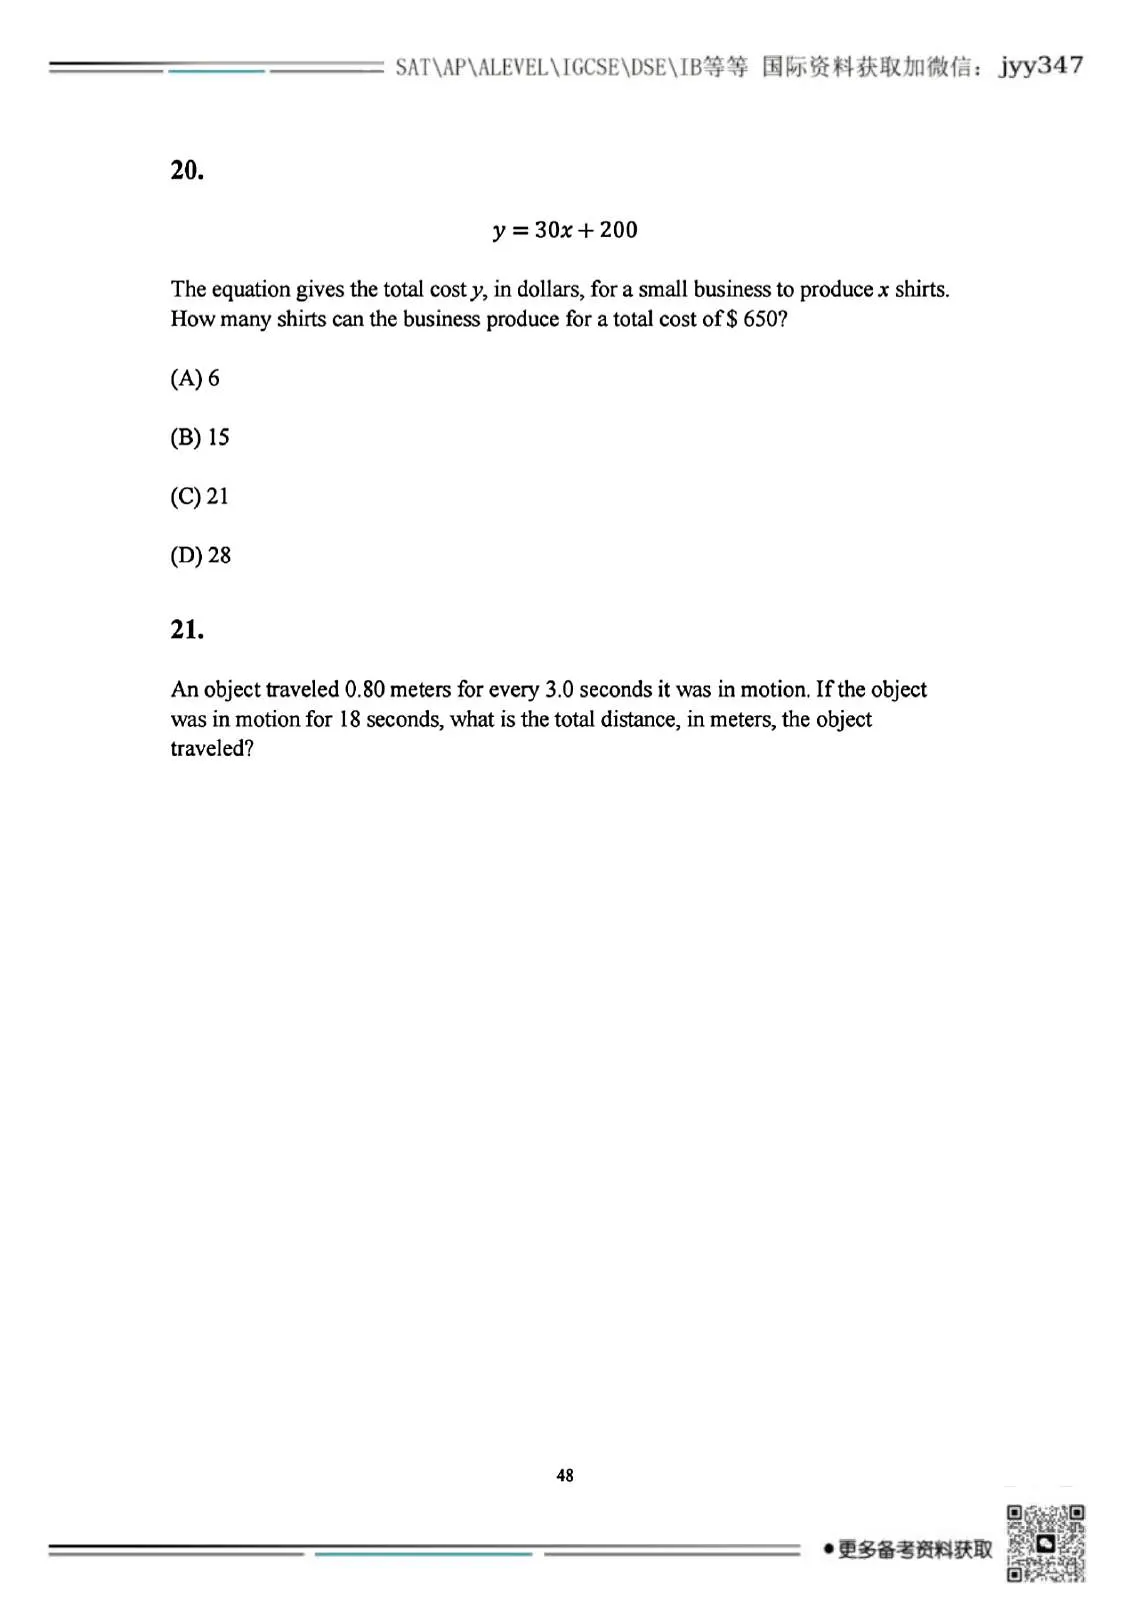 SAT\AP\ALEVEL\IGCSE\DSE\IB等等 国际资料获取加微信： jyy347
20.
y = 30x + 200
The equation gives the total cost y, in dollars, for a small business to produce x shirts.
How many shirts can the business produce for a total cost of $ 650?
(A) 6
(B) 15
(C) 21
(D) 28
21.
An object traveled 0.80 meters for every 3.0 seconds it was in motion. If the object
was in motion for 18 seconds, what is the total distance, in meters, the object
traveled?
48
●更多备考资料获取